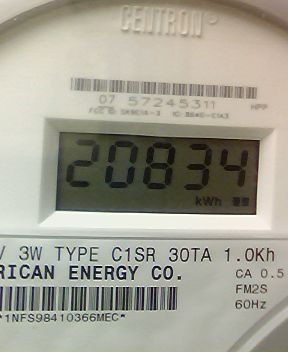 CENTRON®
07 57245311 HPP
20834
kWh
V 3W TYPE C1SR 30TA 1.0Kh
RICAN ENERGY CO. CA 0.5
FM2S
60Hz
*1NFS98410366MEC*